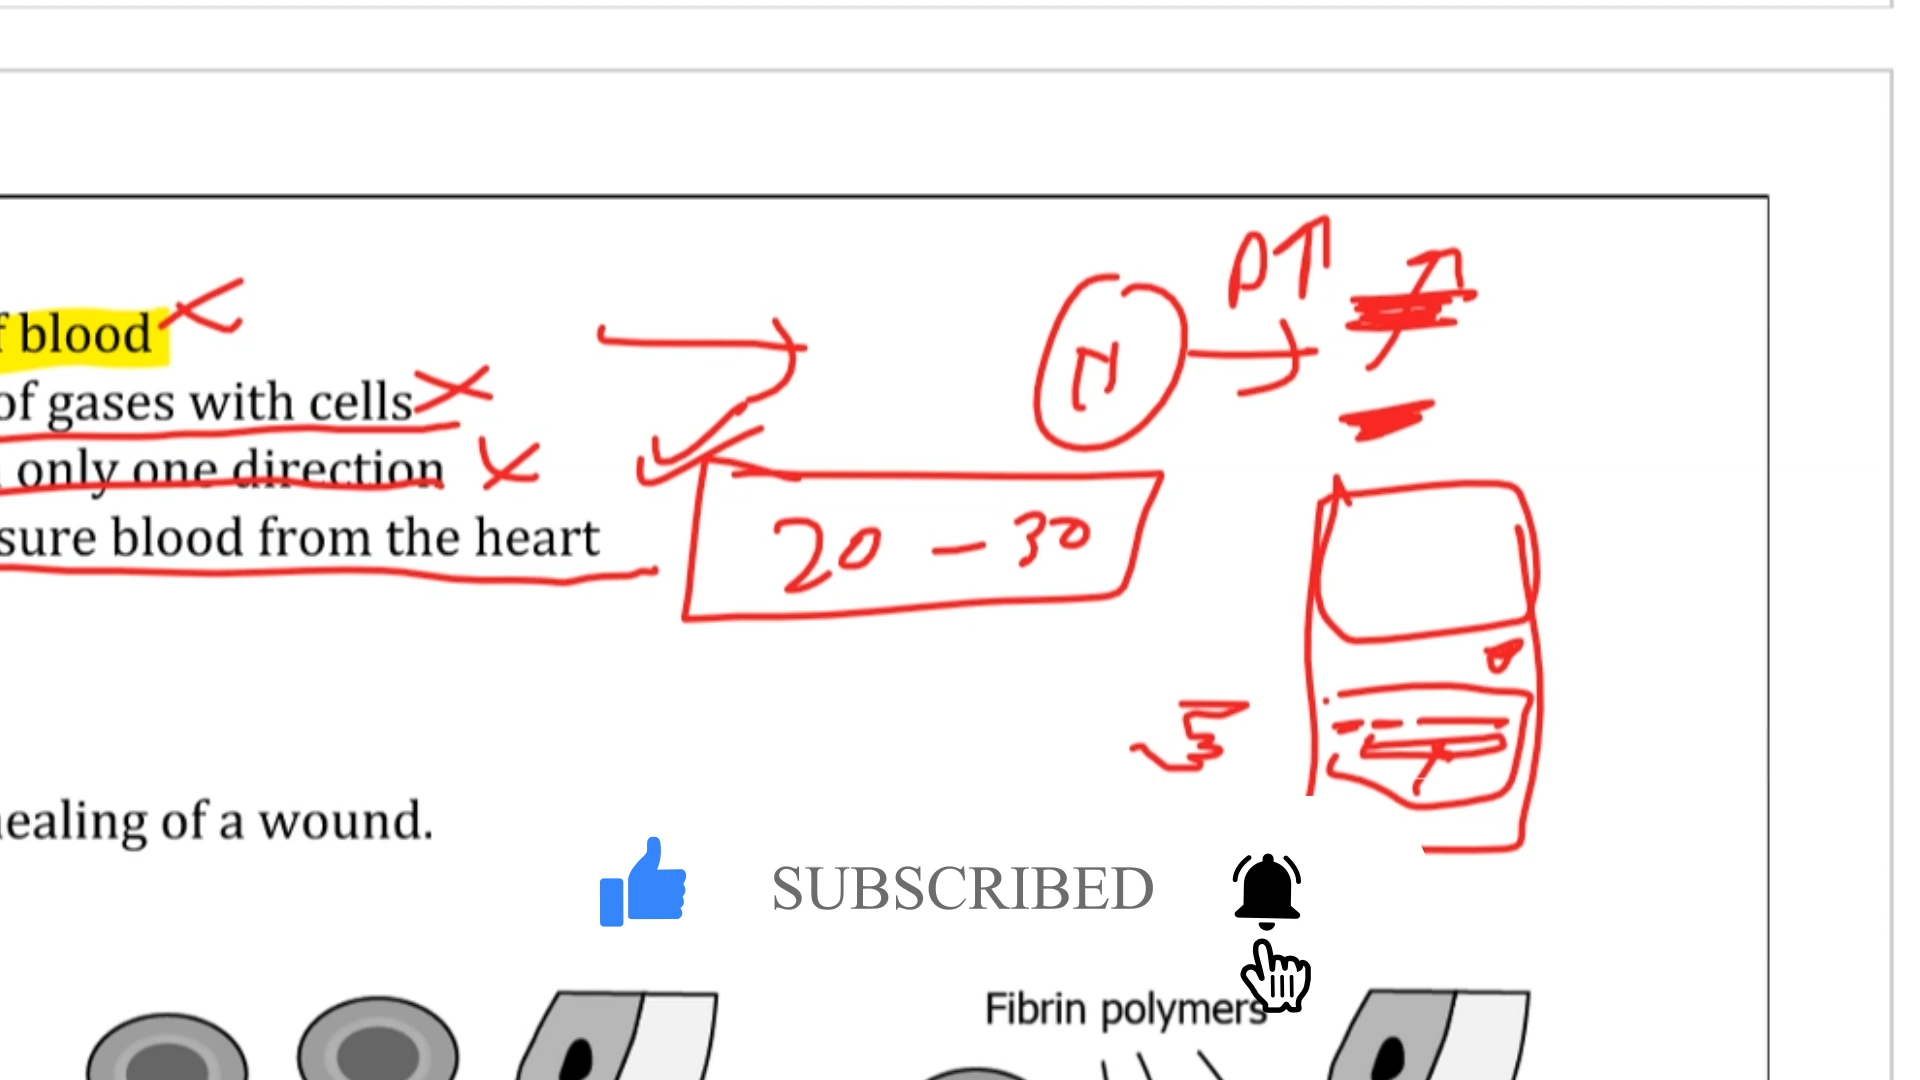 f blood
of gases with cells
only one direction
sure blood from the heart
P↑
H
20 - 30
ealing of a wound.
SUBSCRIBED
Fibrin polymers